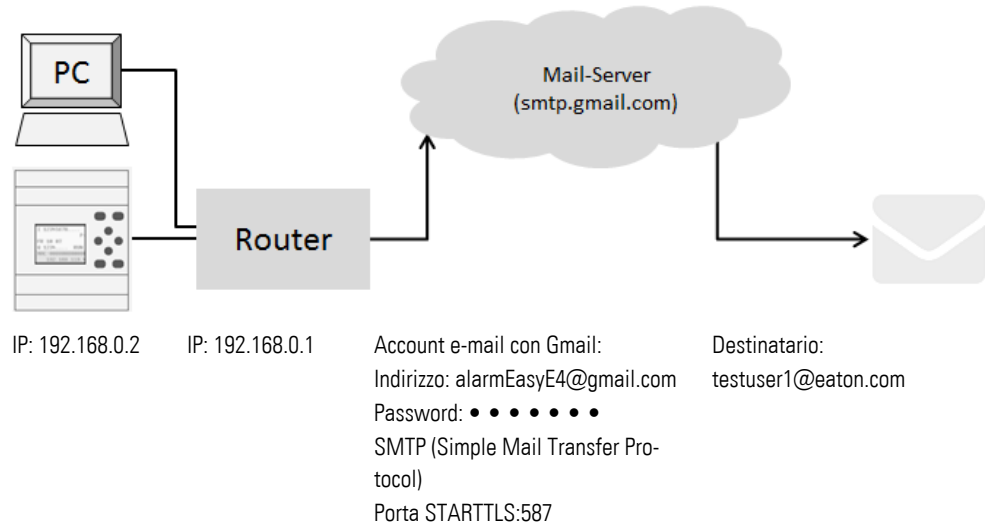 PC
Mail-Server
(smtp.gmail.com)
Router
IP: 192.168.0.2
IP: 192.168.0.1
Account e-mail con Gmail:
Indirizzo: alarmEasyE4@gmail.com
Password: • • • • • • •
SMTP (Simple Mail Transfer Pro-
tocol)
Porta STARTTLS:587
Destinatario:
testuser1@eaton.com